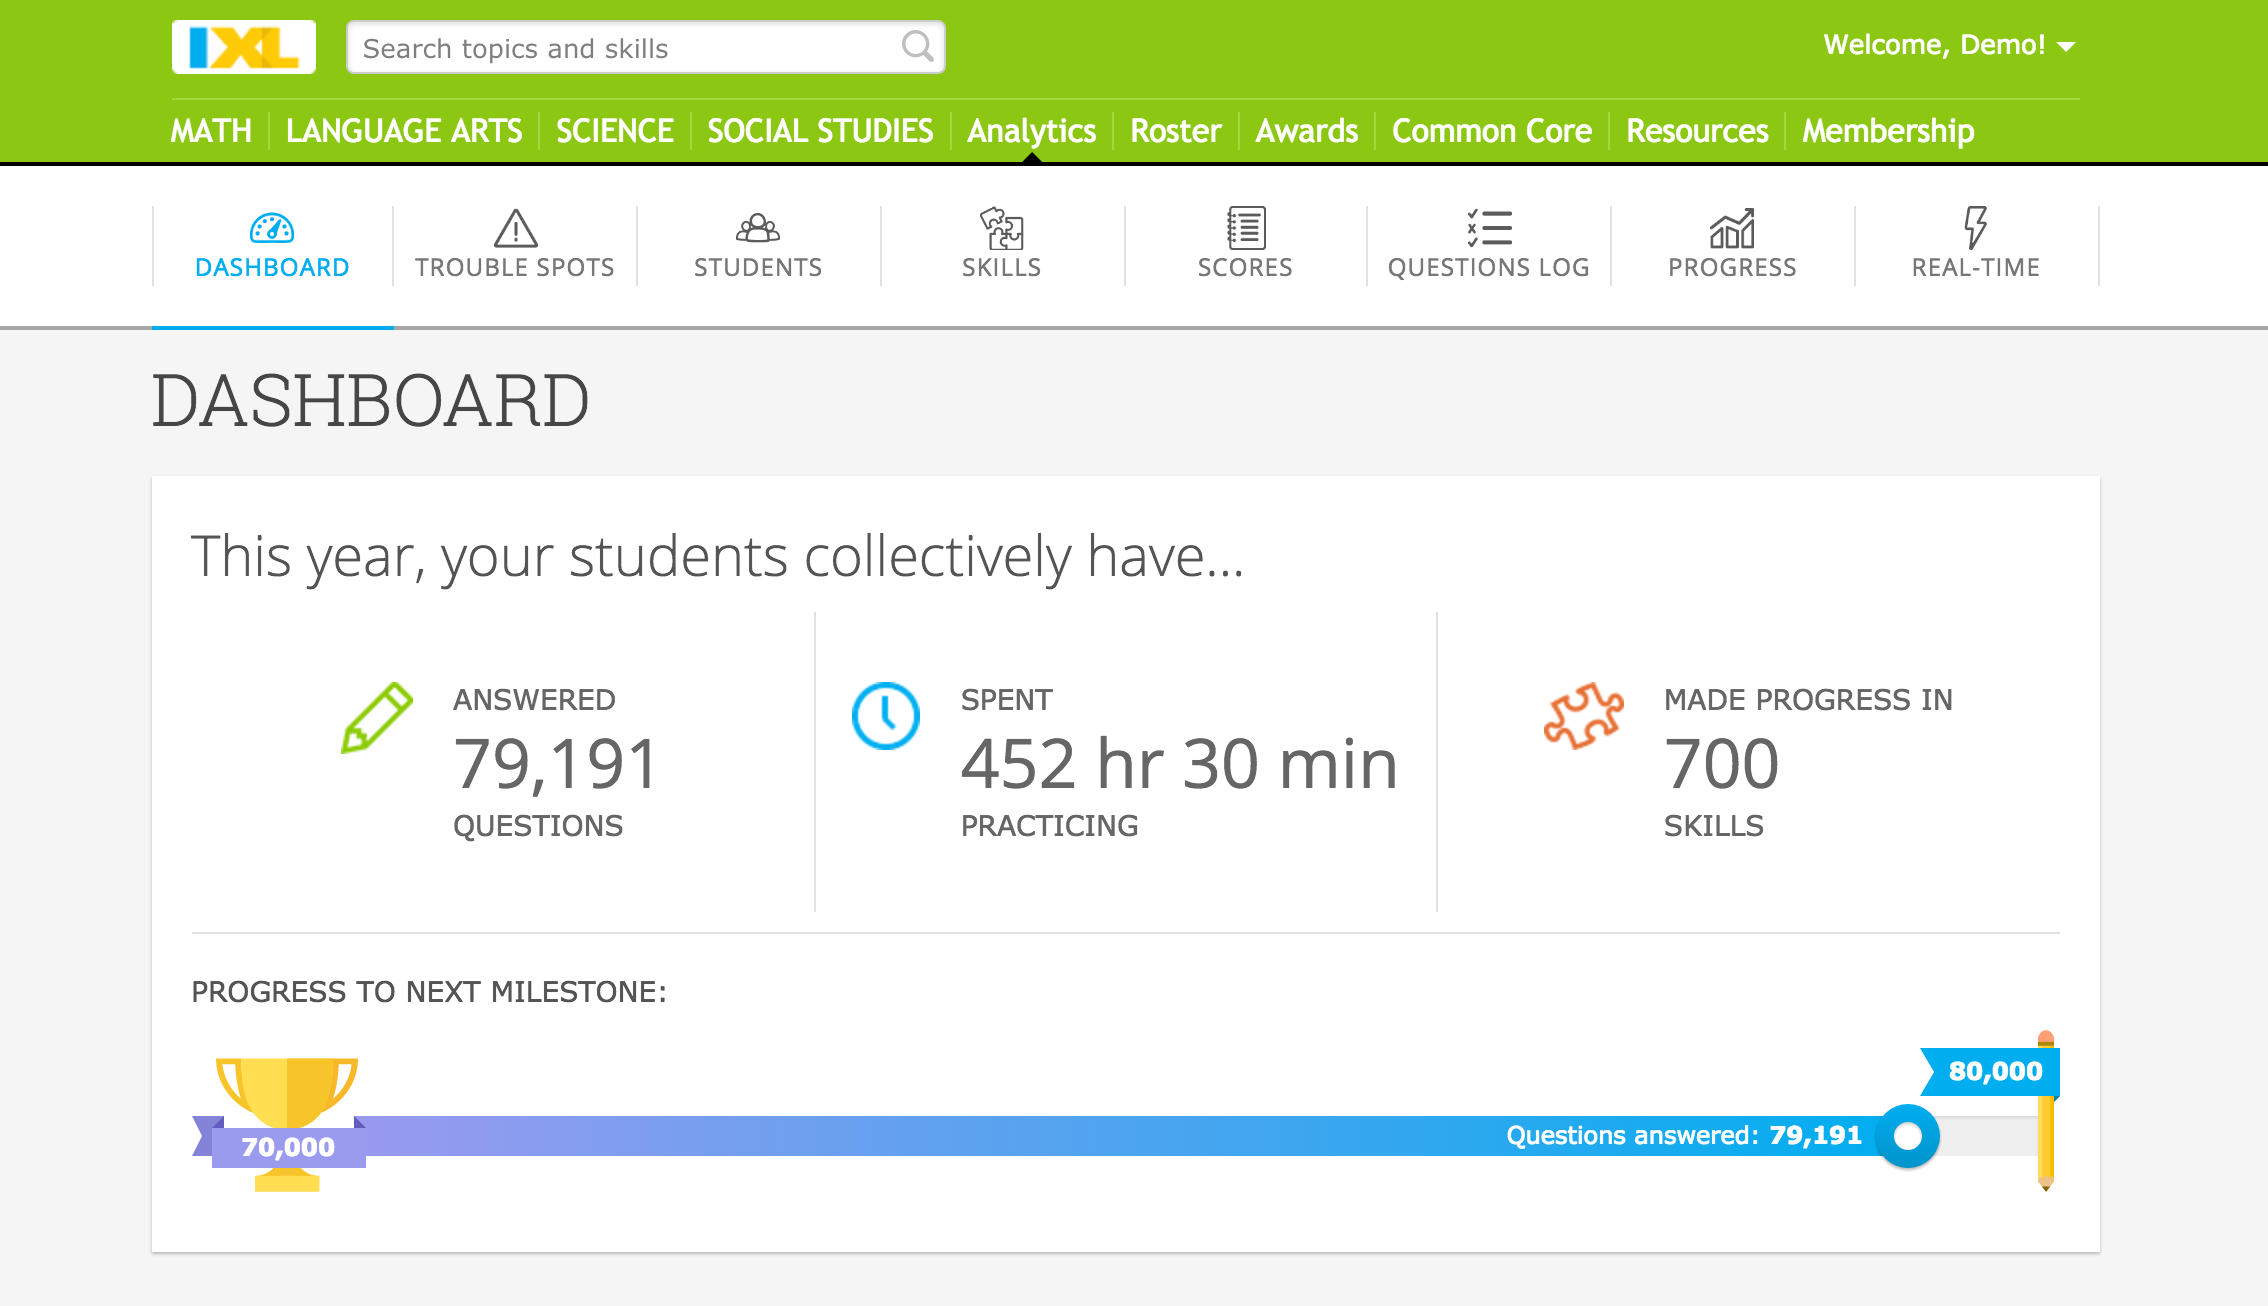 IXL
Search topics and skills
Welcome, Demo!
MATH
LANGUAGE ARTS
SCIENCE
SOCIAL STUDIES
Analytics
Roster
Awards
Common Core
Resources
Membership
DASHBOARD
TROUBLE SPOTS
STUDENTS
SKILLS
SCORES
QUESTIONS LOG
PROGRESS
REAL-TIME
DASHBOARD
This year, your students collectively have...
ANSWERED
79,191
QUESTIONS
SPENT
452 hr 30 min
PRACTICING
MADE PROGRESS IN
700
SKILLS
PROGRESS TO NEXT MILESTONE:
80,000
70,000
Questions answered: 79,191